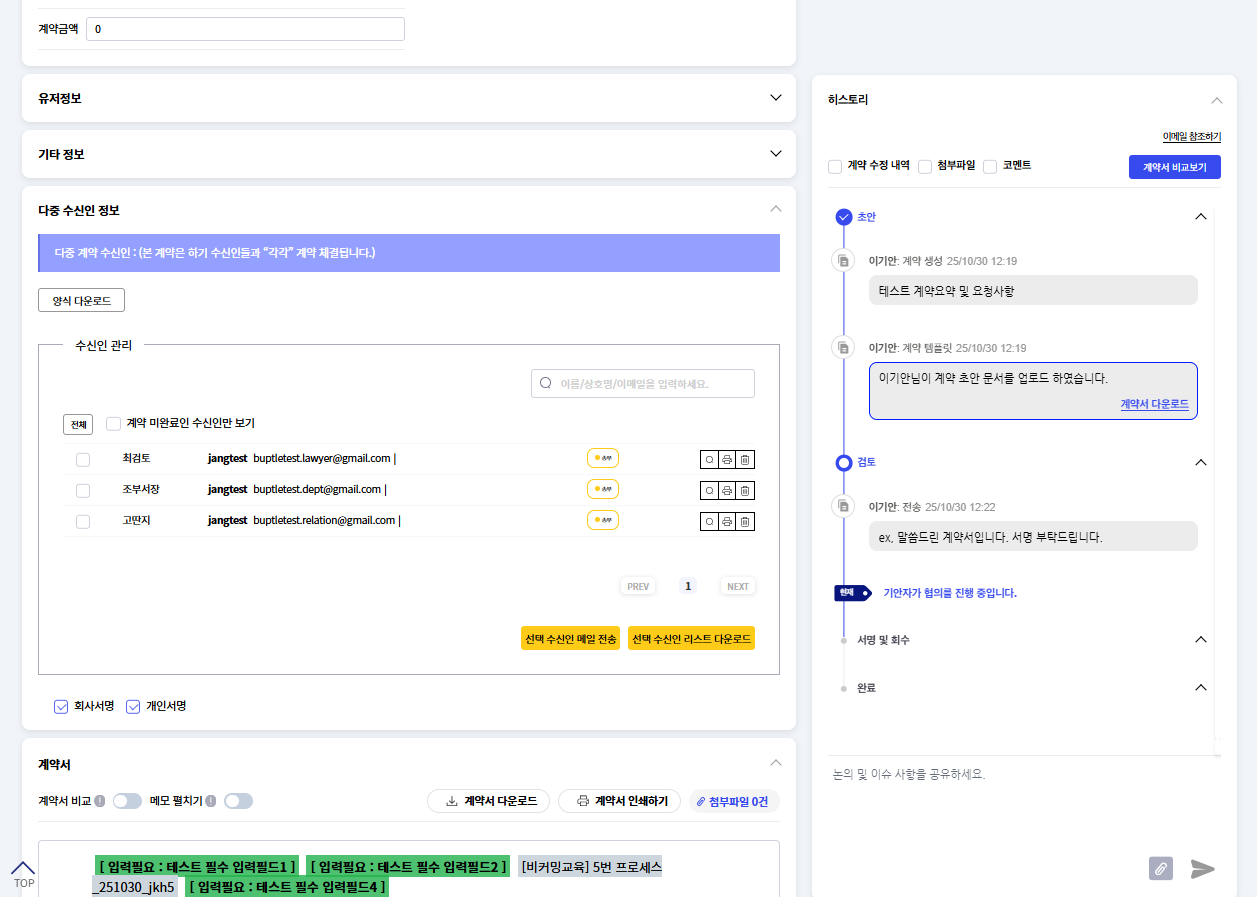 계약금액 0
유저정보
기타 정보
다중 수신인 정보
다중 계약 수신인 : (본 계약은 하기 수신인들과 “각각” 계약 체결됩니다.)
양식 다운로드
수신인 관리
이름/상호명/이메일을 입력하세요.
전체 계약 미완료인 수신인만 보기
최검토 jangtest buptletest.lawyer@gmail.com | 송부
조부서장 jangtest buptletest.dept@gmail.com | 송부
고딴지 jangtest buptletest.relation@gmail.com | 송부
PREV 1 NEXT
선택 수신인 메일 전송 선택 수신인 리스트 다운로드
회사서명 개인서명
계약서
계약서 비교 메모 펼치기
계약서 다운로드 계약서 인쇄하기 첨부파일 0건
[ 입력필요 : 테스트 필수 입력필드1 ] [ 입력필요 : 테스트 필수 입력필드2 ] [비커밍교육] 5번 프로세스
_251030_jkh5 [ 입력필요 : 테스트 필수 입력필드4 ]
TOP
히스토리
이메일 참조하기
계약 수정 내역 첨부파일 코멘트 계약서 비교보기
초안
이기안: 계약 생성 25/10/30 12:19
테스트 계약요약 및 요청사항
이기안: 계약 템플릿 25/10/30 12:19
이기안님이 계약 초안 문서를 업로드 하였습니다.
계약서 다운로드
검토
이기안: 전송 25/10/30 12:22
ex, 말씀드린 계약서입니다. 서명 부탁드립니다.
현재 기안자가 협의를 진행 중입니다.
서명 및 회수
완료
논의 및 이슈 사항을 공유하세요.